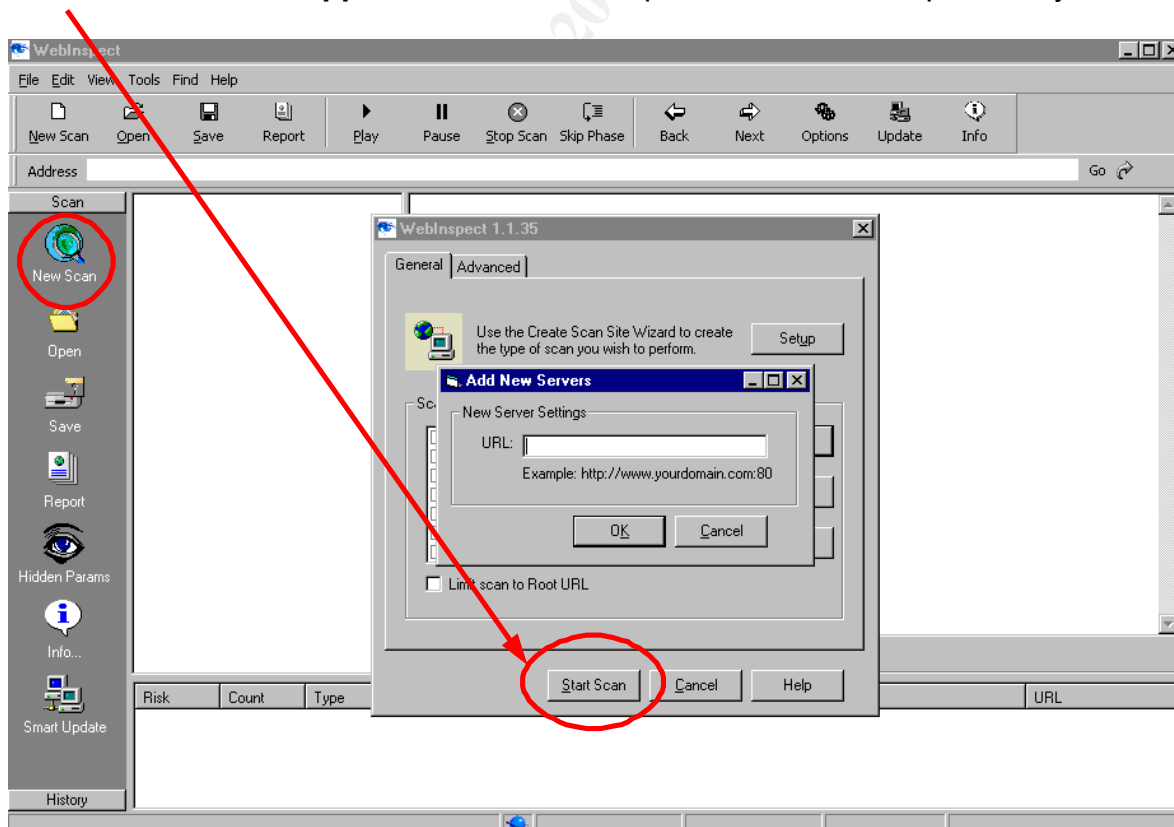 WebInspect
File Edit View Tools Find Help
New Scan Open Save Report Play Pause Stop Scan Skip Phase Back Next Options Update Info
Address Go
Scan
New Scan
Open
Save
Report
Hidden Params
Info...
Smart Update
History
WebInspect 1.1.35
General Advanced
Use the Create Scan Site Wizard to create
the type of scan you wish to perform.
Setup
Add New Servers
New Server Settings
URL:
Example: http://www.yourdomain.com:80
OK Cancel
Limit scan to Root URL
Start Scan Cancel Help
Risk Count Type URL